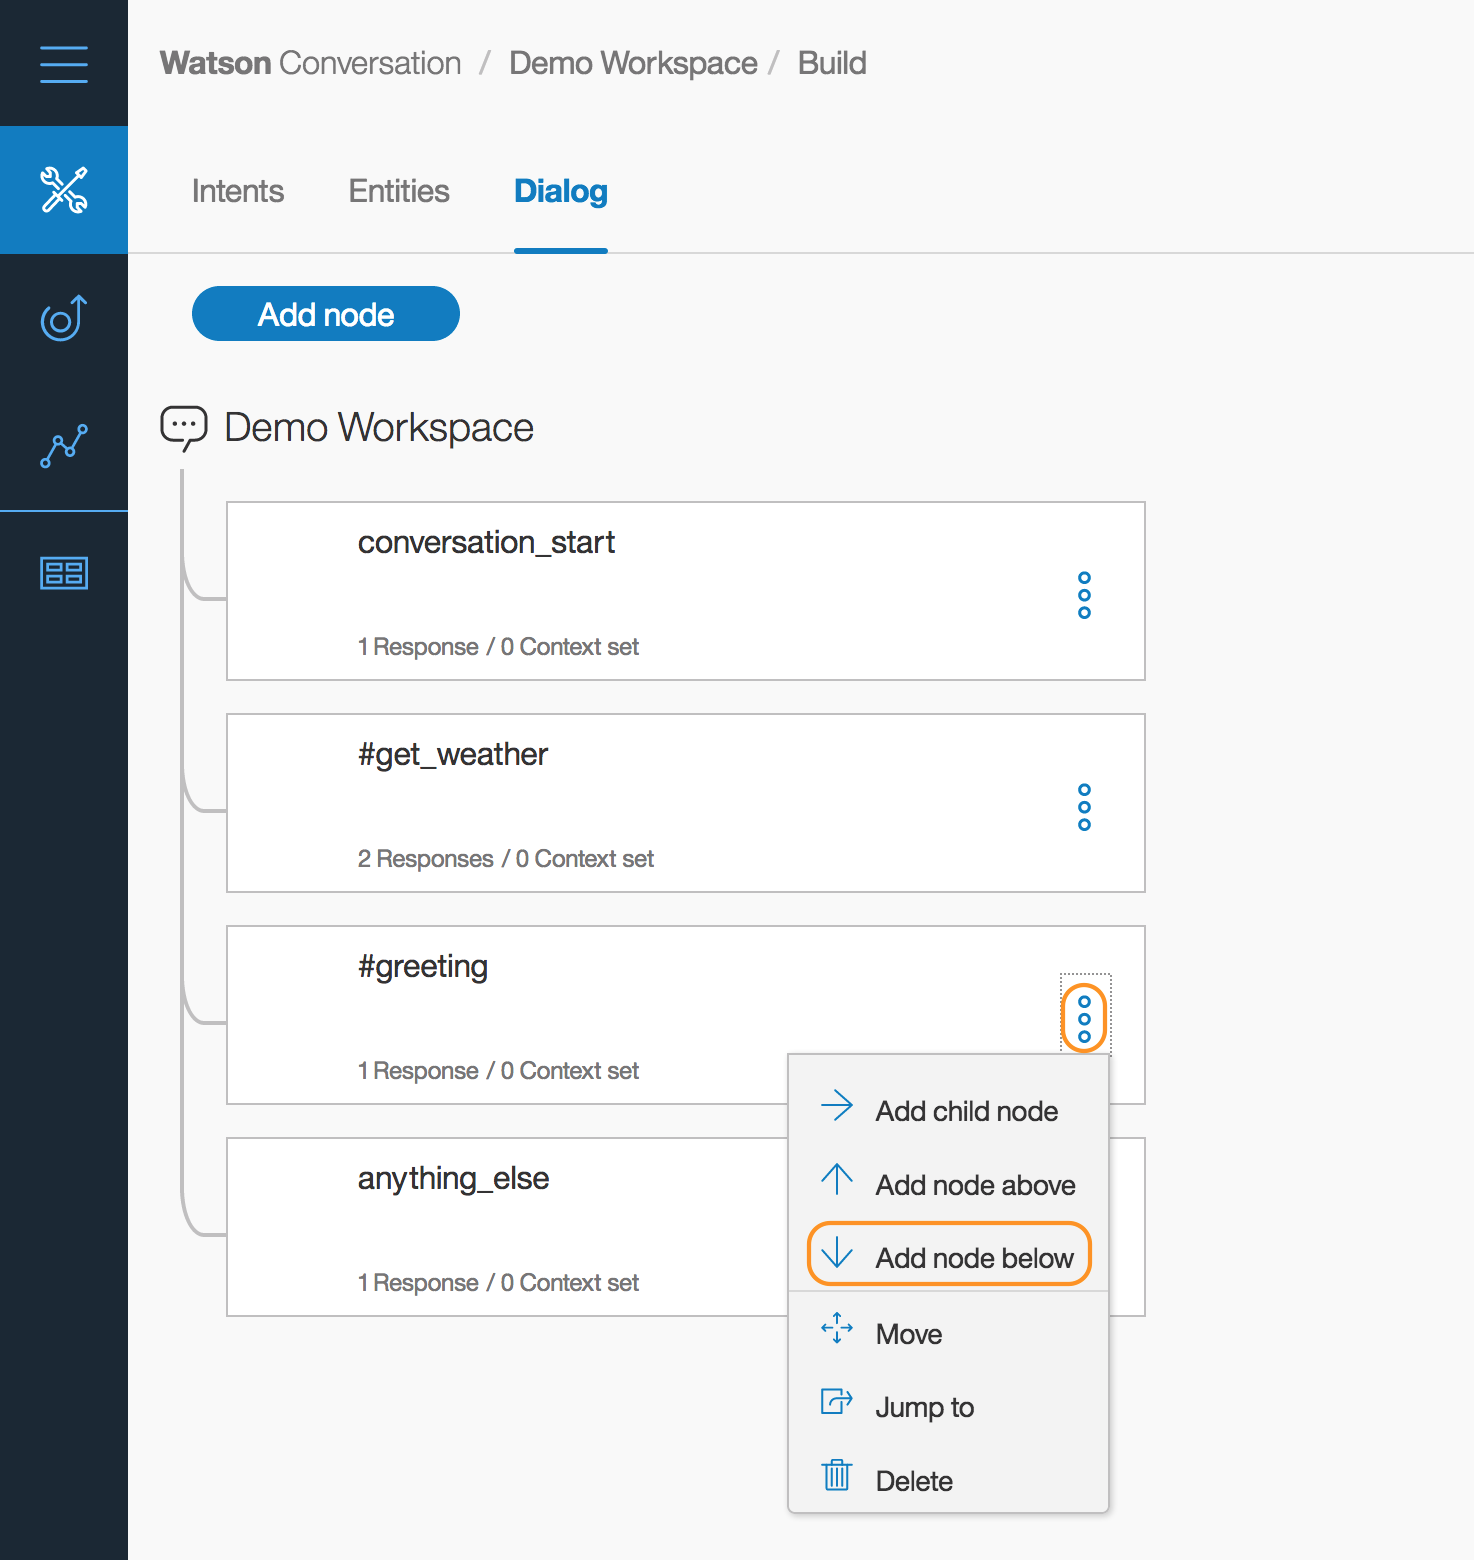 Watson Conversation / Demo Workspace / Build
Intents Entities Dialog
Add node
Demo Workspace
conversation_start
1 Response / 0 Context set
#get_weather
2 Responses / 0 Context set
#greeting
1 Response / 0 Context set
anything_else
1 Response / 0 Context set
Add child node
Add node above
Add node below
Move
Jump to
Delete